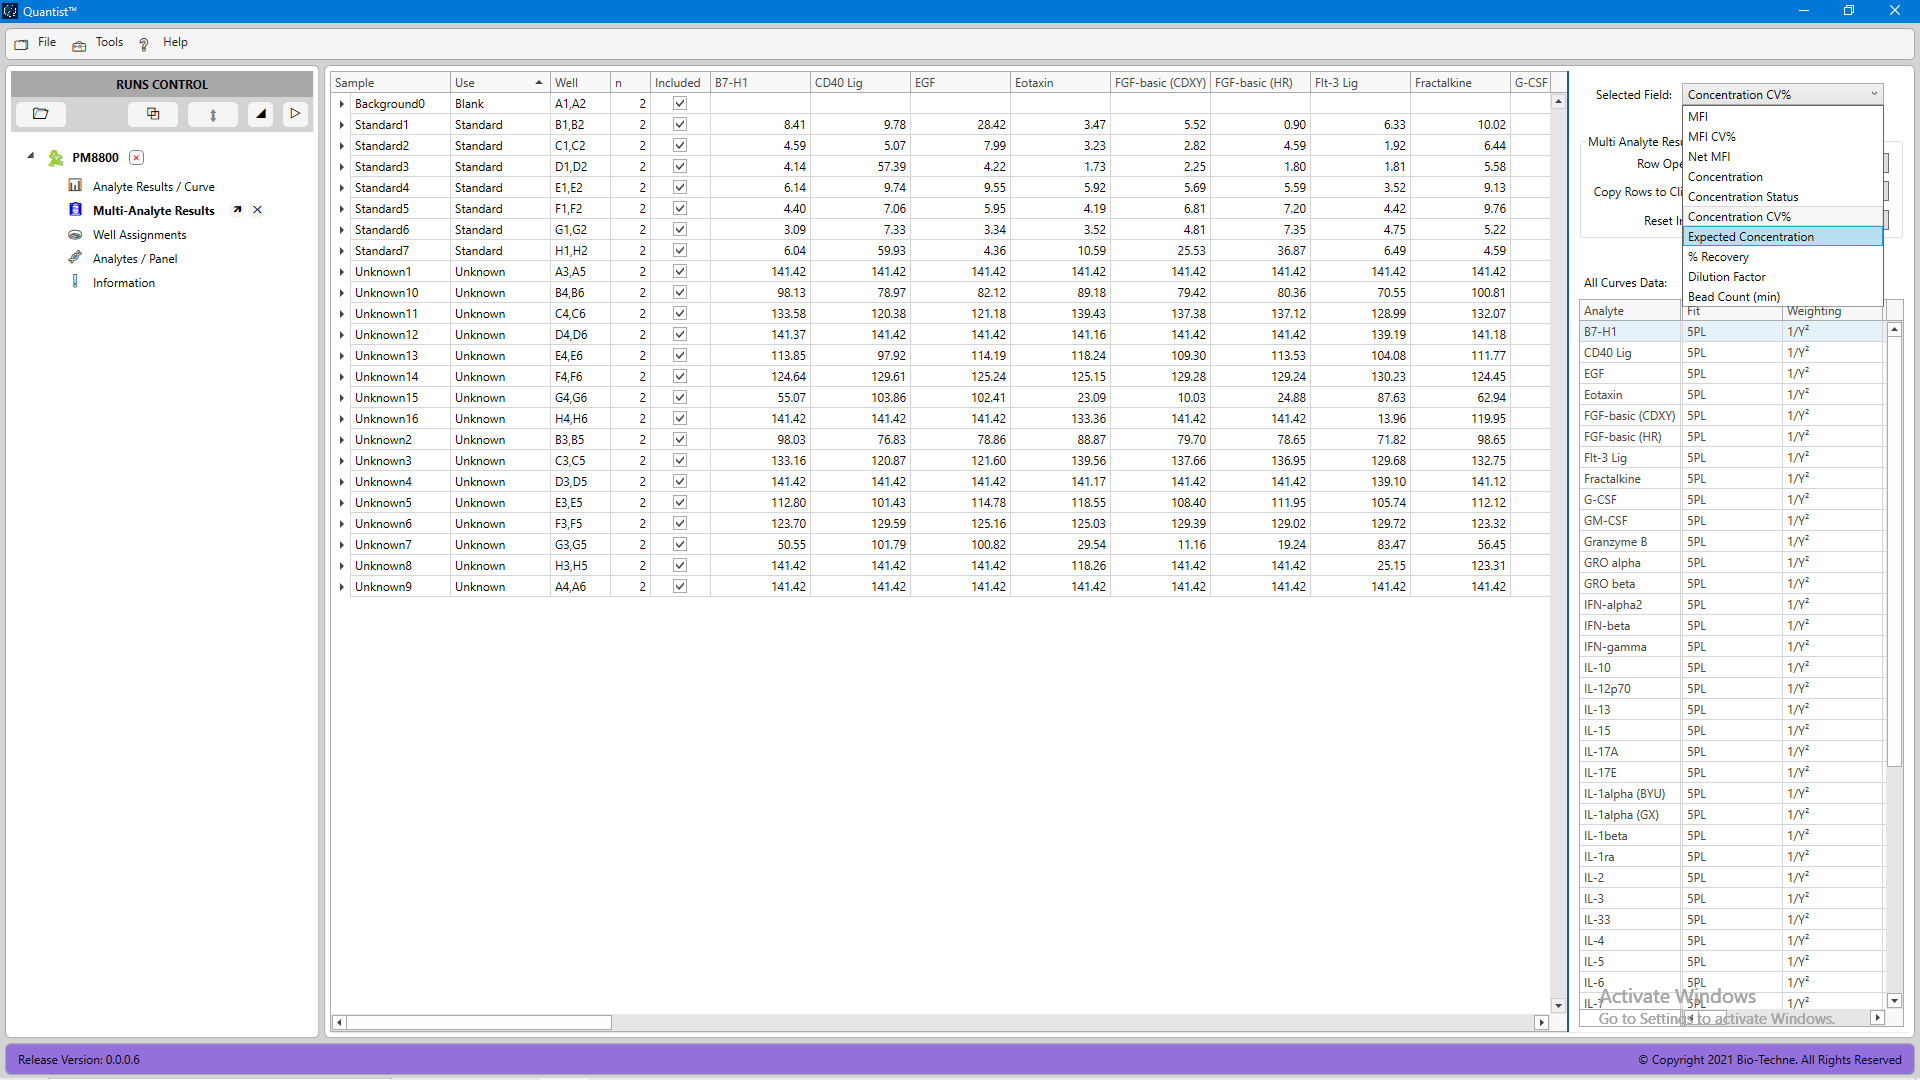 Quantist™
File Tools ? Help
RUNS CONTROL
PM8800
Analyte Results / Curve
Multi-Analyte Results
Well Assignments
Analytes / Panel
Information
Sample Use Well n Included B7-H1 CD40 Lig EGF Eotaxin FGF-basic (CDXY) FGF-basic (HR) Flt-3 Lig Fractalkine G-CSF
Background0 Blank A1,A2 2
Standard1 Standard B1,B2 2 8.41 9.78 28.42 3.47 5.52 0.90 6.33 10.02
Standard2 Standard C1,C2 2 4.59 5.07 7.99 3.23 2.82 4.59 1.92 6.44
Standard3 Standard D1,D2 2 4.14 57.39 4.22 1.73 2.25 1.80 1.81 5.58
Standard4 Standard E1,E2 2 6.14 9.74 9.55 5.92 5.69 5.59 3.52 9.13
Standard5 Standard F1,F2 2 4.40 7.06 5.95 4.19 6.81 7.20 4.42 9.76
Standard6 Standard G1,G2 2 3.09 7.33 3.34 3.52 4.81 7.35 4.75 5.22
Standard7 Standard H1,H2 2 6.04 59.93 4.36 10.59 25.53 36.87 6.49 4.59
Unknown1 Unknown A3,A5 2 141.42 141.42 141.42 141.42 141.42 141.42 141.42 141.42
Unknown10 Unknown B4,B6 2 98.13 78.97 82.12 89.18 79.42 80.36 70.55 100.81
Unknown11 Unknown C4,C6 2 133.58 120.38 121.18 139.43 137.38 137.12 128.99 132.07
Unknown12 Unknown D4,D6 2 141.37 141.42 141.42 141.16 141.42 141.42 139.19 141.18
Unknown13 Unknown E4,E6 2 113.85 97.92 114.19 118.24 109.30 113.53 104.08 111.77
Unknown14 Unknown F4,F6 2 124.64 129.61 125.24 125.15 129.28 129.24 130.23 124.45
Unknown15 Unknown G4,G6 2 55.07 103.86 102.41 23.09 10.03 24.88 87.63 62.94
Unknown16 Unknown H4,H6 2 141.42 141.42 141.42 133.36 141.42 141.42 13.96 119.95
Unknown2 Unknown B3,B5 2 98.03 76.83 78.86 88.87 79.70 78.65 71.82 98.65
Unknown3 Unknown C3,C5 2 133.16 120.87 121.60 139.56 137.66 136.95 129.68 132.75
Unknown4 Unknown D3,D5 2 141.42 141.42 141.42 141.17 141.42 141.42 139.10 141.12
Unknown5 Unknown E3,E5 2 112.80 101.43 114.78 118.55 108.40 111.95 105.74 112.12
Unknown6 Unknown F3,F5 2 123.70 129.59 125.16 125.03 129.39 129.02 129.72 123.32
Unknown7 Unknown G3,G5 2 50.55 101.79 100.82 29.54 11.16 19.24 83.47 56.45
Unknown8 Unknown H3,H5 2 141.42 141.42 141.42 118.26 141.42 141.42 25.15 123.31
Unknown9 Unknown A4,A6 2 141.42 141.42 141.42 141.42 141.42 141.42 141.42 141.42
Selected Field: Concentration CV%
MFI
MFI CV%
Net MFI
Concentration
Concentration Status
Concentration CV%
Expected Concentration
% Recovery
Dilution Factor
Bead Count (min)
Multi Analyte Resu
Row Ope
Copy Rows to Cli
Reset In
All Curves Data:
Analyte Fit Weighting
B7-H1 5PL 1/Y²
CD40 Lig 5PL 1/Y²
EGF 5PL 1/Y²
Eotaxin 5PL 1/Y²
FGF-basic (CDXY) 5PL 1/Y²
FGF-basic (HR) 5PL 1/Y²
Flt-3 Lig 5PL 1/Y²
Fractalkine 5PL 1/Y²
G-CSF 5PL 1/Y²
GM-CSF 5PL 1/Y²
Granzyme B 5PL 1/Y²
GRO alpha 5PL 1/Y²
GRO beta 5PL 1/Y²
IFN-alpha2 5PL 1/Y²
IFN-beta 5PL 1/Y²
IFN-gamma 5PL 1/Y²
IL-10 5PL 1/Y²
IL-12p70 5PL 1/Y²
IL-13 5PL 1/Y²
IL-15 5PL 1/Y²
IL-17A 5PL 1/Y²
IL-17E 5PL 1/Y²
IL-1alpha (BYU) 5PL 1/Y²
IL-1alpha (GX) 5PL 1/Y²
IL-1beta 5PL 1/Y²
IL-1ra 5PL 1/Y²
IL-2 5PL 1/Y²
IL-3 5PL 1/Y²
IL-33 5PL 1/Y²
IL-4 5PL 1/Y²
IL-5 5PL 1/Y²
IL-6 5PL 1/Y²
IL-7 5PL 1/Y²
Activate Windows
Go to Settings to activate Windows.
Release Version: 0.0.0.6
© Copyright 2021 Bio-Techne. All Rights Reserved